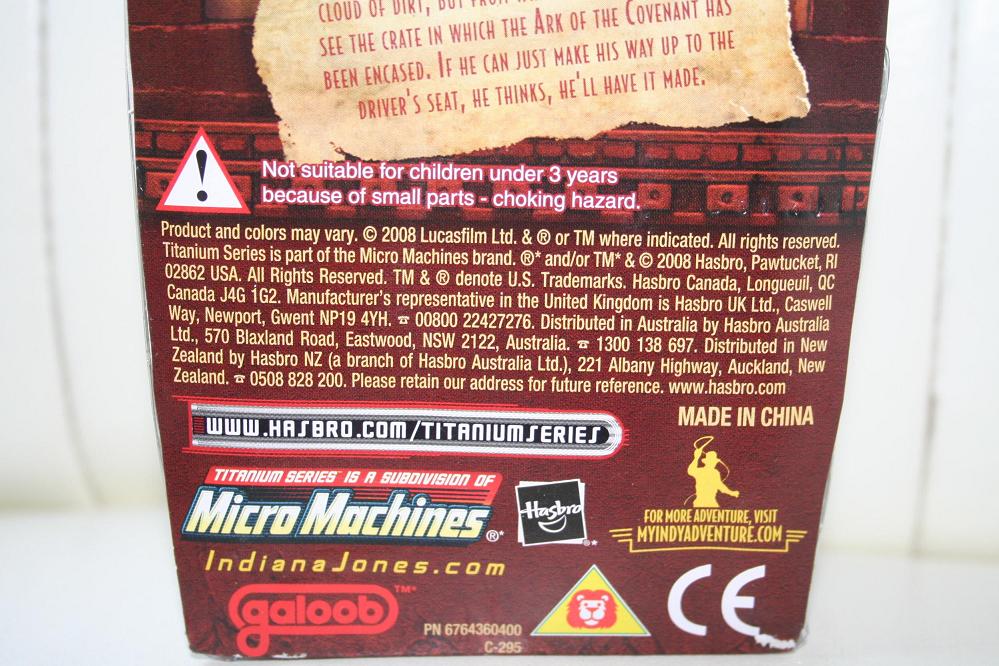 CLOUD OF DIRT, BUT FROM
SEE THE CRATE IN WHICH THE ARK OF THE COVENANT HAS
BEEN ENCASED. IF HE CAN JUST MAKE HIS WAY UP TO THE
DRIVER'S SEAT, HE THINKS, HE'LL HAVE IT MADE.
Not suitable for children under 3 years
because of small parts - choking hazard.
Product and colors may vary. © 2008 Lucasfilm Ltd. & ® or TM where indicated. All rights reserved.
Titanium Series is part of the Micro Machines brand. ®* and/or TM* & © 2008 Hasbro, Pawtucket, RI
02862 USA. All Rights Reserved. TM & ® denote U.S. Trademarks. Hasbro Canada, Longueuil, QC
Canada J4G 1G2. Manufacturer's representative in the United Kingdom is Hasbro UK Ltd., Caswell
Way, Newport, Gwent NP19 4YH. ☎ 00800 22427276. Distributed in Australia by Hasbro Australia
Ltd., 570 Blaxland Road, Eastwood, NSW 2122, Australia. ☎ 1300 138 697. Distributed in New
Zealand by Hasbro NZ (a branch of Hasbro Australia Ltd.), 221 Albany Highway, Auckland, New
Zealand. ☎ 0508 828 200. Please retain our address for future reference. www.hasbro.com
MADE IN CHINA
WWW.HASBRO.COM/TITANIUMSERIES
TITANIUM SERIES™ IS A SUBDIVISION OF
Micro Machines®*
Hasbro®*
FOR MORE ADVENTURE, VISIT
MYINDYADVENTURE.COM
IndianaJones.com
galoob™*
PN 6764360400
C-295
CE